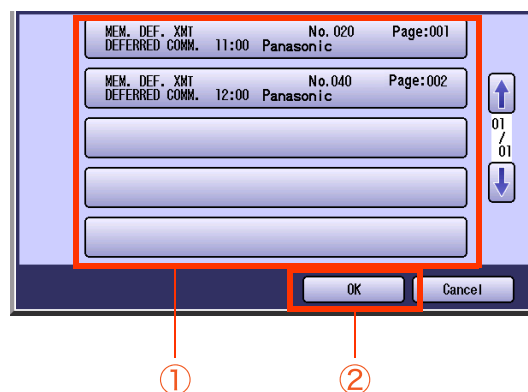 MEM. DEF. XMT No. 020 Page:001
DEFERRED COMM. 11:00 Panasonic
MEM. DEF. XMT No.040 Page:002
DEFERRED COMM. 12:00 Panasonic
01
/
01
OK Cancel
① ②